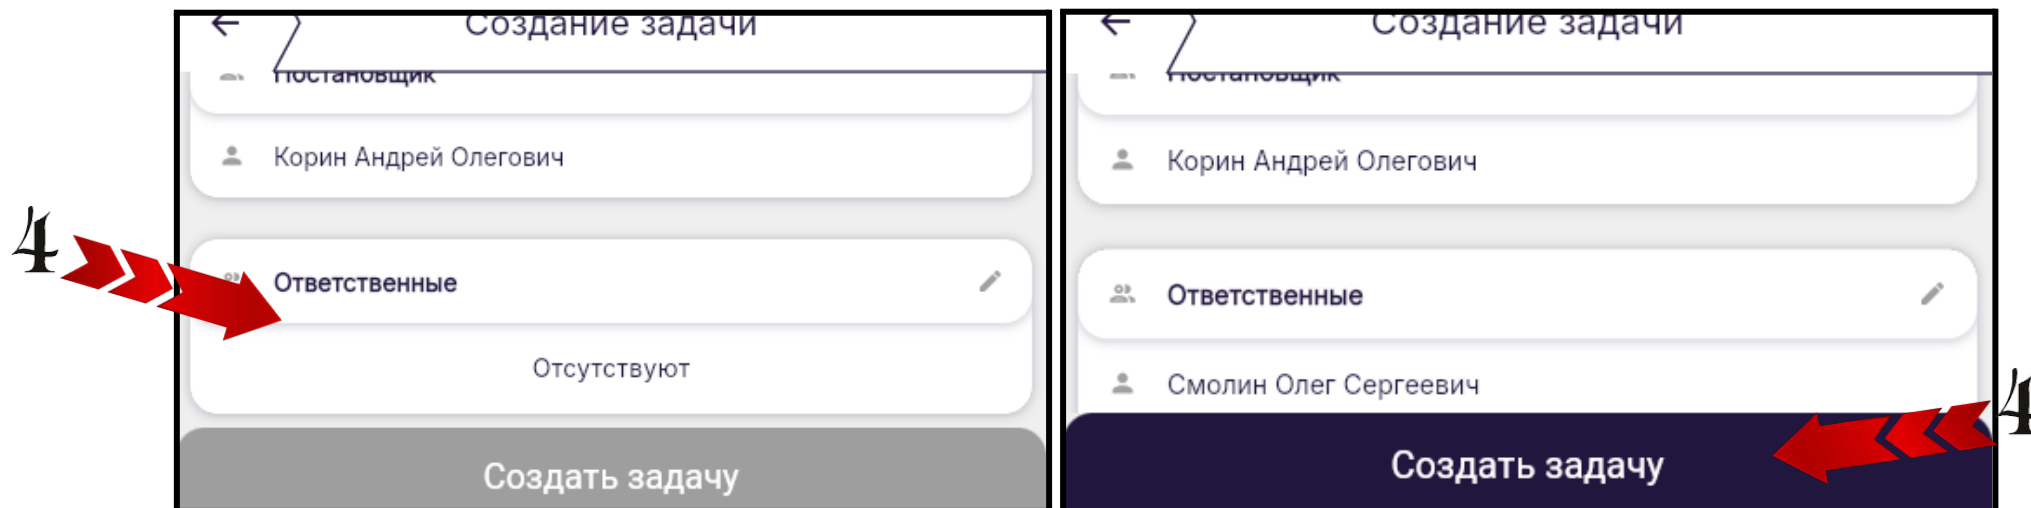 Создание задачи
Постановщик
Корин Андрей Олегович
4
Ответственные
Отсутствуют
Создать задачу
Создание задачи
Постановщик
Корин Андрей Олегович
Ответственные
Смолин Олег Сергеевич
4
Создать задачу